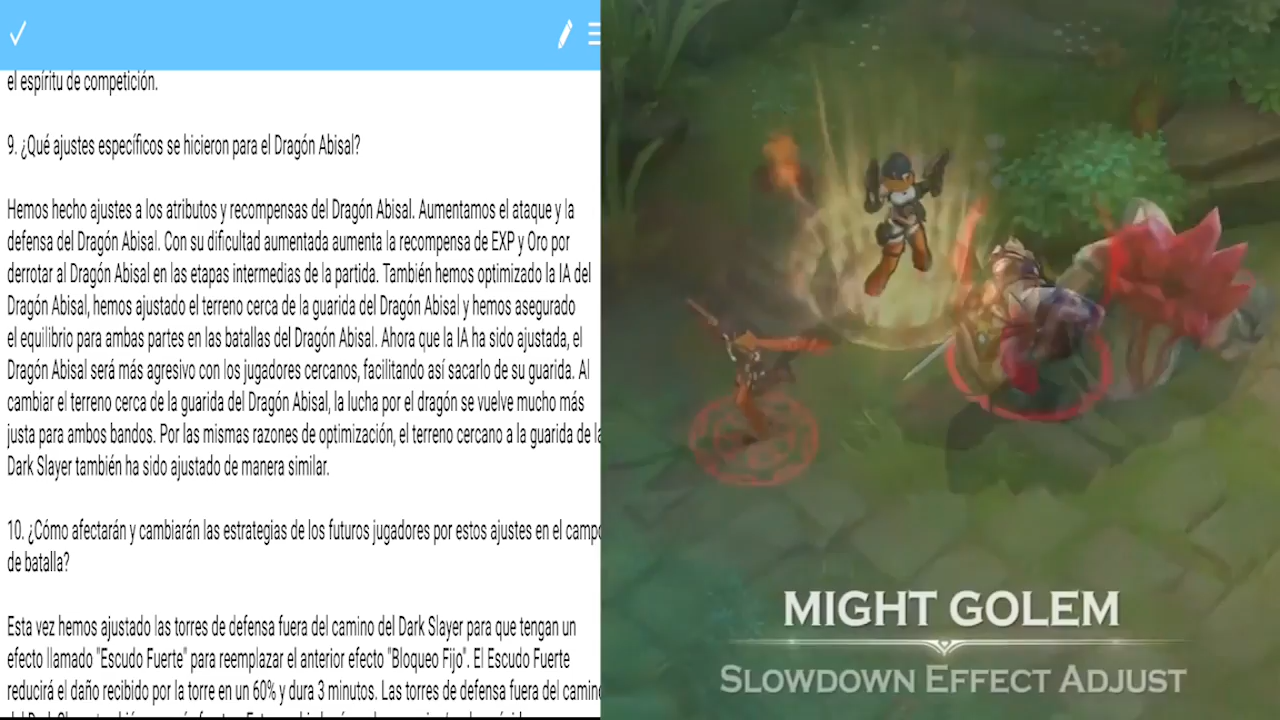 el espíritu de competición.
9. ¿Qué ajustes específicos se hicieron para el Dragón Abisal?
Hemos hecho ajustes a los atributos y recompensas del Dragón Abisal. Aumentamos el ataque y la
defensa del Dragón Abisal. Con su dificultad aumentada aumenta la recompensa de EXP y Oro por
derrotar al Dragón Abisal en las etapas intermedias de la partida. También hemos optimizado la IA del
Dragón Abisal, hemos ajustado el terreno cerca de la guarida del Dragón Abisal y hemos asegurado
el equilibrio para ambas partes en las batallas del Dragón Abisal. Ahora que la IA ha sido ajustada, el
Dragón Abisal será más agresivo con los jugadores cercanos, facilitando así sacarlo de su guarida. Al
cambiar el terreno cerca de la guarida del Dragón Abisal, la lucha por el dragón se vuelve mucho más
justa para ambos bandos. Por las mismas razones de optimización, el terreno cercano a la guarida de la
Dark Slayer también ha sido ajustado de manera similar.
10. ¿Cómo afectarán y cambiarán las estrategias de los futuros jugadores por estos ajustes en el campo
de batalla?
Esta vez hemos ajustado las torres de defensa fuera del camino del Dark Slayer para que tengan un
efecto llamado "Escudo Fuerte" para reemplazar el anterior efecto "Bloqueo Fijo". El Escudo Fuerte
reducirá el daño recibido por la torre en un 60% y dura 3 minutos. Las torres de defensa fuera del camino
MIGHT GOLEM
SLOWDOWN EFFECT ADJUST